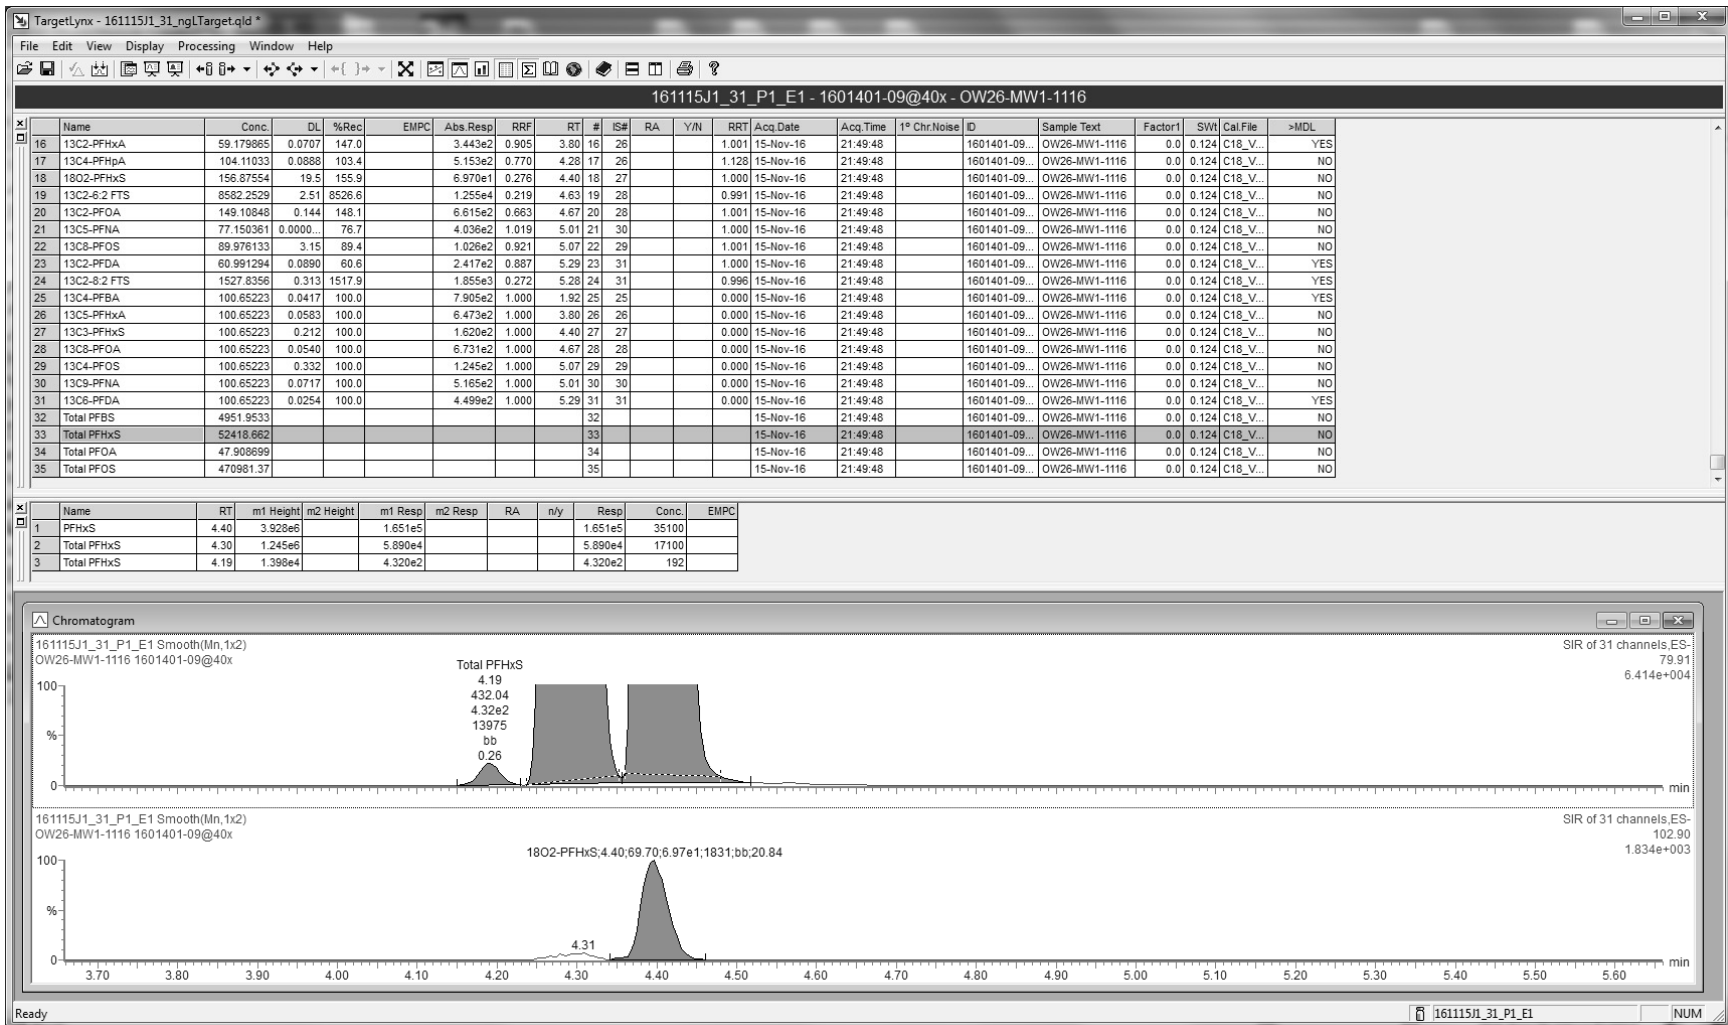 TargetLynx - 161115J1_31_ngLTarget.qld *
File Edit View Display Processing Window Help
161115J1_31_P1_E1 - 1601401-09@40x - OW26-MW1-1116
Name Conc. DL %Rec EMPC Abs.Resp RRF RT # IS# RA Y/N RRT Acq.Date Acq.Time 1º Chr.Noise ID Sample Text Factor1 SWt Cal.File >MDL
16 13C2-PFHxA 59.179865 0.0707 147.0 3.443e2 0.905 3.80 16 26 1.001 15-Nov-16 21:49:48 1601401-09... OW26-MW1-1116 0.0 0.124 C18_V... YES
17 13C4-PFHpA 104.11033 0.0888 103.4 5.153e2 0.770 4.28 17 26 1.128 15-Nov-16 21:49:48 1601401-09... OW26-MW1-1116 0.0 0.124 C18_V... NO
18 18O2-PFHxS 156.87554 19.5 155.9 6.970e1 0.276 4.40 18 27 1.000 15-Nov-16 21:49:48 1601401-09... OW26-MW1-1116 0.0 0.124 C18_V... NO
19 13C2-6:2 FTS 8582.2529 2.51 8526.6 1.255e4 0.219 4.63 19 28 0.991 15-Nov-16 21:49:48 1601401-09... OW26-MW1-1116 0.0 0.124 C18_V... NO
20 13C2-PFOA 149.10848 0.144 148.1 6.615e2 0.663 4.67 20 28 1.001 15-Nov-16 21:49:48 1601401-09... OW26-MW1-1116 0.0 0.124 C18_V... NO
21 13C5-PFNA 77.150361 0.0000... 76.7 4.036e2 1.019 5.01 21 30 1.000 15-Nov-16 21:49:48 1601401-09... OW26-MW1-1116 0.0 0.124 C18_V... NO
22 13C8-PFOS 89.976133 3.15 89.4 1.026e2 0.921 5.07 22 29 1.001 15-Nov-16 21:49:48 1601401-09... OW26-MW1-1116 0.0 0.124 C18_V... NO
23 13C2-PFDA 60.991294 0.0890 60.6 2.417e2 0.887 5.29 23 31 1.000 15-Nov-16 21:49:48 1601401-09... OW26-MW1-1116 0.0 0.124 C18_V... YES
24 13C2-8:2 FTS 1527.8356 0.313 1517.9 1.855e3 0.272 5.28 24 31 0.996 15-Nov-16 21:49:48 1601401-09... OW26-MW1-1116 0.0 0.124 C18_V... YES
25 13C4-PFBA 100.65223 0.0417 100.0 7.905e2 1.000 1.92 25 25 0.000 15-Nov-16 21:49:48 1601401-09... OW26-MW1-1116 0.0 0.124 C18_V... YES
26 13C5-PFHxA 100.65223 0.0583 100.0 6.473e2 1.000 3.80 26 26 0.000 15-Nov-16 21:49:48 1601401-09... OW26-MW1-1116 0.0 0.124 C18_V... NO
27 13C3-PFHxS 100.65223 0.212 100.0 1.620e2 1.000 4.40 27 27 0.000 15-Nov-16 21:49:48 1601401-09... OW26-MW1-1116 0.0 0.124 C18_V... NO
28 13C8-PFOA 100.65223 0.0540 100.0 6.731e2 1.000 4.67 28 28 0.000 15-Nov-16 21:49:48 1601401-09... OW26-MW1-1116 0.0 0.124 C18_V... NO
29 13C4-PFOS 100.65223 0.332 100.0 1.245e2 1.000 5.07 29 29 0.000 15-Nov-16 21:49:48 1601401-09... OW26-MW1-1116 0.0 0.124 C18_V... NO
30 13C9-PFNA 100.65223 0.0717 100.0 5.165e2 1.000 5.01 30 30 0.000 15-Nov-16 21:49:48 1601401-09... OW26-MW1-1116 0.0 0.124 C18_V... NO
31 13C6-PFDA 100.65223 0.0254 100.0 4.499e2 1.000 5.29 31 31 0.000 15-Nov-16 21:49:48 1601401-09... OW26-MW1-1116 0.0 0.124 C18_V... YES
32 Total PFBS 4951.9533 32 15-Nov-16 21:49:48 1601401-09... OW26-MW1-1116 0.0 0.124 C18_V... NO
33 Total PFHxS 52418.662 33 15-Nov-16 21:49:48 1601401-09... OW26-MW1-1116 0.0 0.124 C18_V... NO
34 Total PFOA 47.908699 34 15-Nov-16 21:49:48 1601401-09... OW26-MW1-1116 0.0 0.124 C18_V... NO
35 Total PFOS 470981.37 35 15-Nov-16 21:49:48 1601401-09... OW26-MW1-1116 0.0 0.124 C18_V... NO
Name RT m1 Height m2 Height m1 Resp m2 Resp RA n/y Resp Conc. EMPC
1 PFHxS 4.40 3.928e6 1.651e5 1.651e5 35100
2 Total PFHxS 4.30 1.245e6 5.890e4 5.890e4 17100
3 Total PFHxS 4.19 1.398e4 4.320e2 4.320e2 192
Chromatogram
161115J1_31_P1_E1 Smooth(Mn,1x2) SIR of 31 channels,ES-
OW26-MW1-1116 1601401-09@40x 79.91
6.414e+004
Total PFHxS
4.19
432.04
4.32e2
13975
bb
0.26
100
%
0
min
161115J1_31_P1_E1 Smooth(Mn,1x2) SIR of 31 channels,ES-
OW26-MW1-1116 1601401-09@40x 102.90
1.834e+003
18O2-PFHxS;4.40;69.70;6.97e1;1831;bb;20.84
100
%
4.31
0
min
3.70 3.80 3.90 4.00 4.10 4.20 4.30 4.40 4.50 4.60 4.70 4.80 4.90 5.00 5.10 5.20 5.30 5.40 5.50 5.60
Ready 161115J1_31_P1_E1 NUM